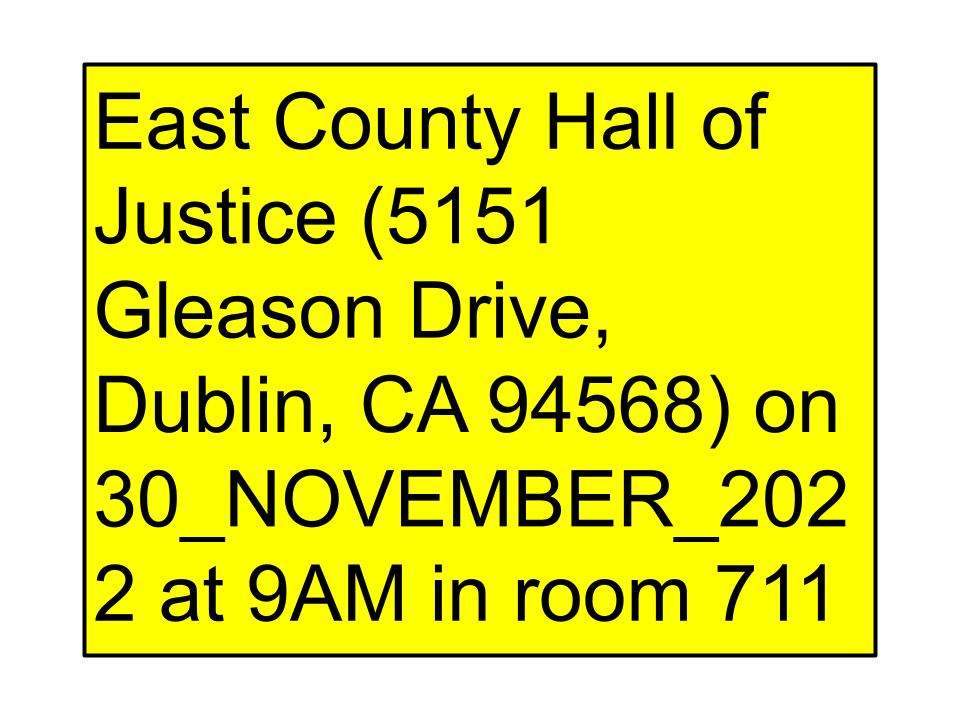 East County Hall of
Justice (5151
Gleason Drive,
Dublin, CA 94568) on
30_NOVEMBER_202
2 at 9AM in room 711